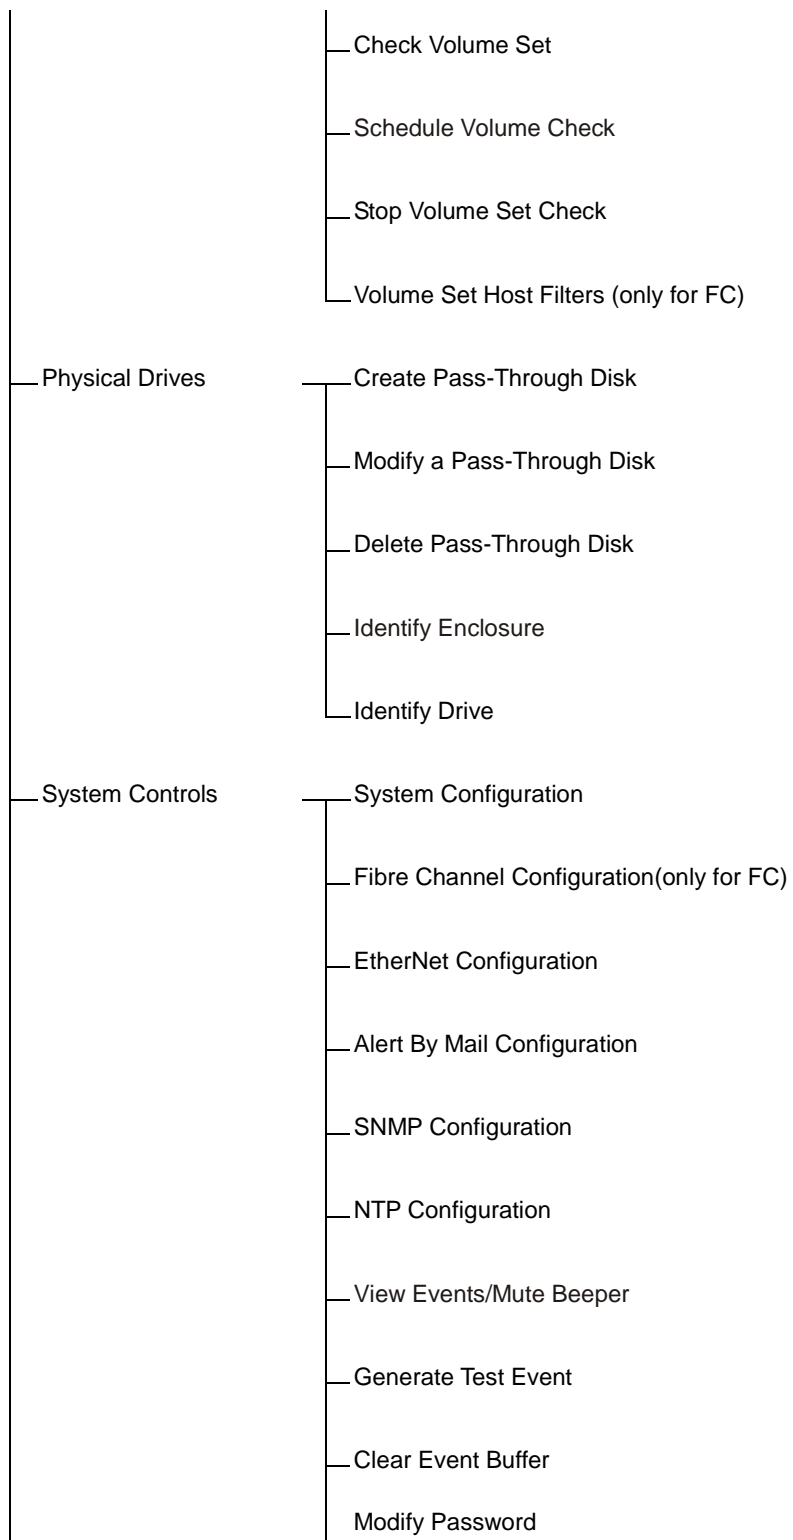 Check Volume Set
Schedule Volume Check
Stop Volume Set Check
Volume Set Host Filters (only for FC)
Physical Drives
Create Pass-Through Disk
Modify a Pass-Through Disk
Delete Pass-Through Disk
Identify Enclosure
Identify Drive
System Controls
System Configuration
Fibre Channel Configuration(only for FC)
EtherNet Configuration
Alert By Mail Configuration
SNMP Configuration
NTP Configuration
View Events/Mute Beeper
Generate Test Event
Clear Event Buffer
Modify Password